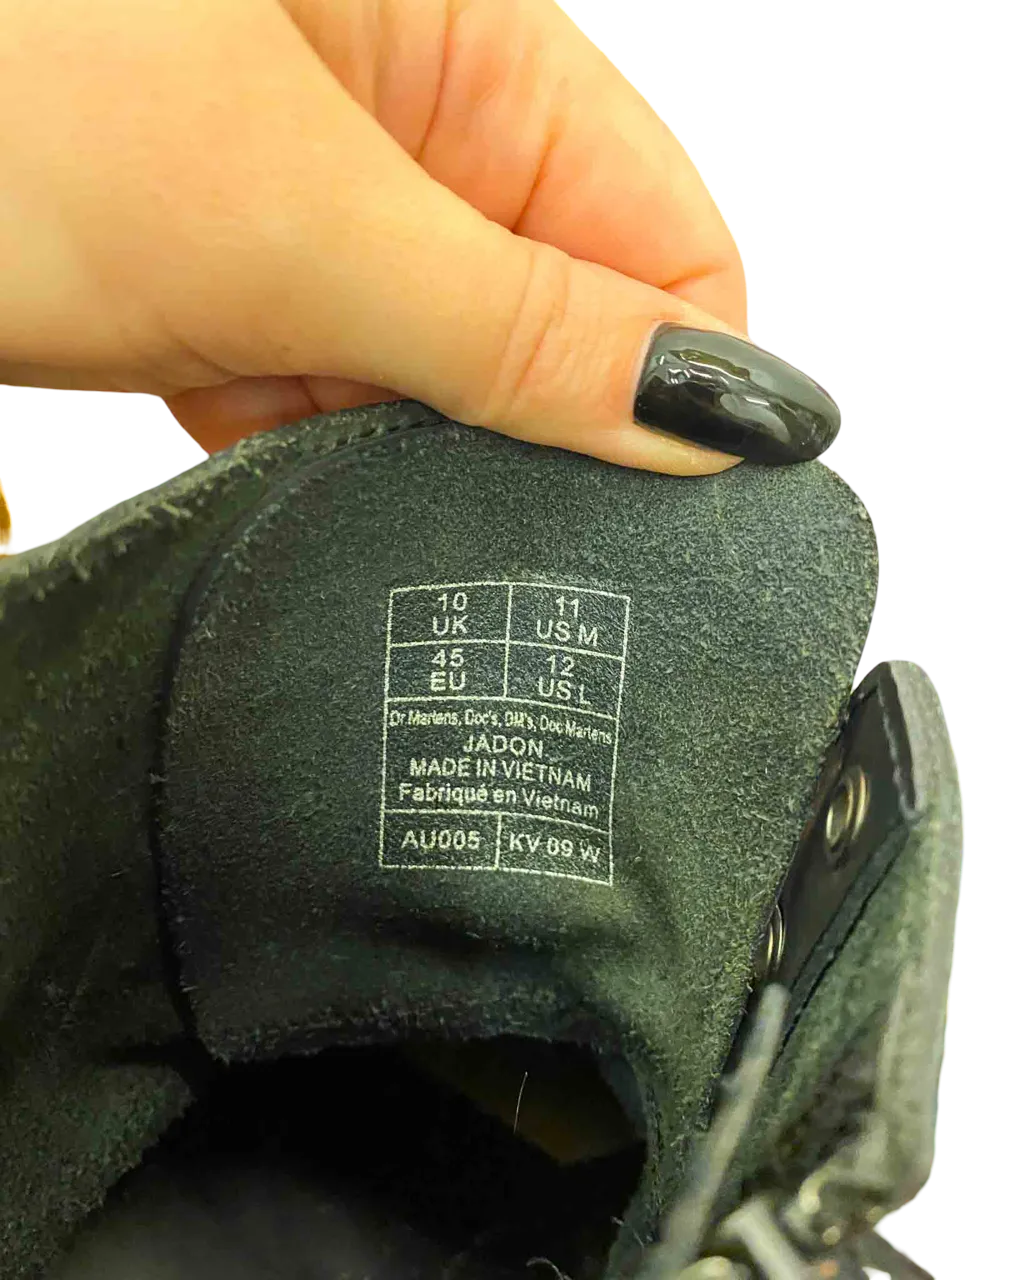 10 11
UK US M
45 12
EU US L
Dr Martens, Doc's, DM's, Doc Martens
JADON
MADE IN VIETNAM
Fabriqué en Vietnam
AU005 KV 09 W